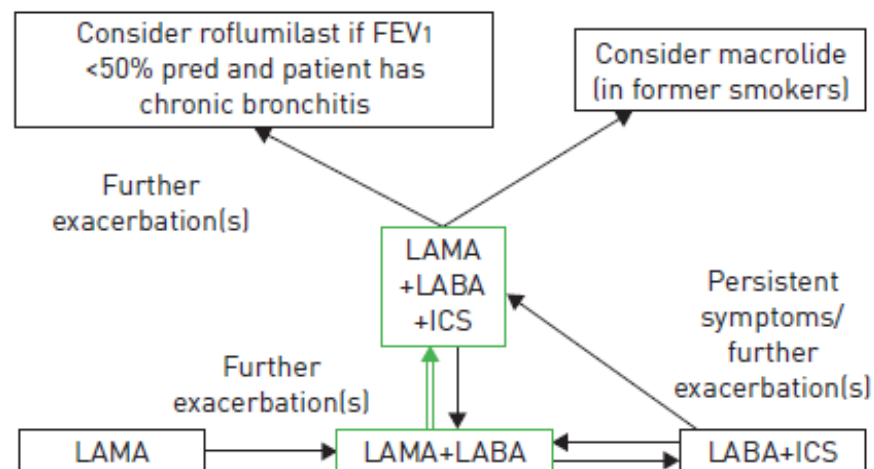 Consider roflumilast if FEV1
<50% pred and patient has
chronic bronchitis
Consider macrolide
(in former smokers)
Further
exacerbation(s)
LAMA
+LABA
+ICS
Persistent
symptoms/
further
exacerbation(s)
Further
exacerbation(s)
LAMA
LAMA+LABA
LABA+ICS